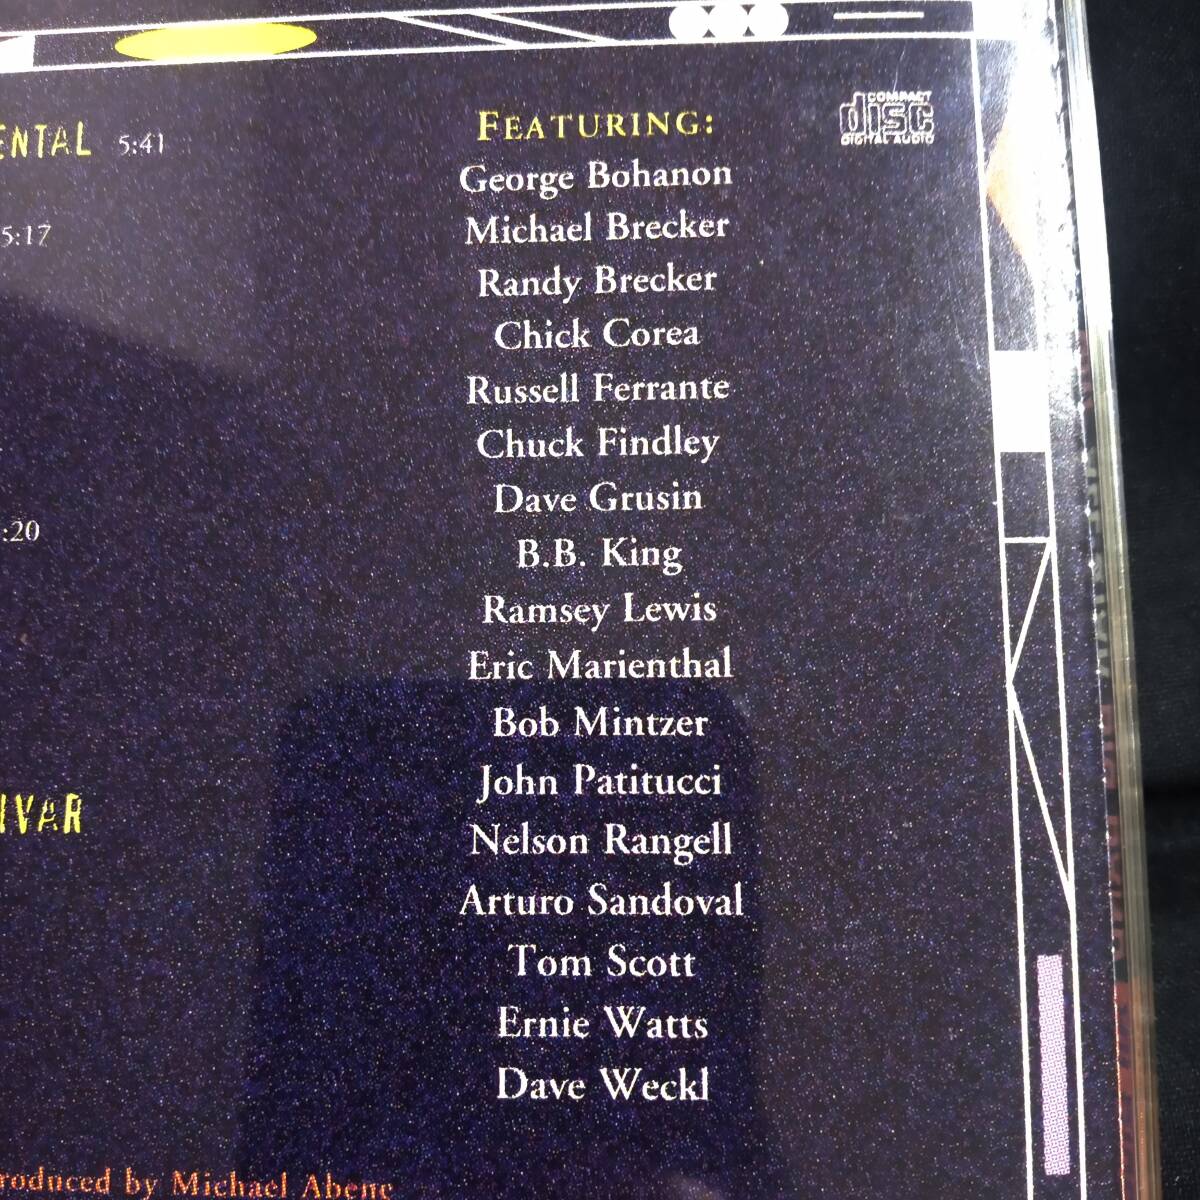 ENTAL 5:41
5:17
:20
IVAR
FEATURING:
George Bohanon
Michael Brecker
Randy Brecker
Chick Corea
Russell Ferrante
Chuck Findley
Dave Grusin
B.B. King
Ramsey Lewis
Eric Marienthal
Bob Mintzer
John Patitucci
Nelson Rangell
Arturo Sandoval
Tom Scott
Ernie Watts
Dave Weckl
COMPACT
disc
DIGITAL AUDIO
roduced by Michael Abene